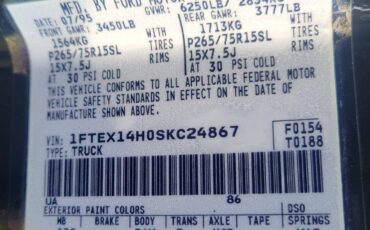 MFG. BY FORD MOTOR
07/95 GVWR: 6250LB/
FRONT GAWR: 3450LB REAR GAWR: 3777LB
1564KG WITH 1713KG WITH
P265/75R15SL TIRES P265/75R15SL TIRES
15X7.5J RIMS 15X7.5J RIMS
AT 30 PSI COLD AT 30 PSI COLD
THIS VEHICLE CONFORMS TO ALL APPLICABLE FEDERAL MOTOR
VEHICLE SAFETY STANDARDS IN EFFECT ON THE DATE OF
MANUFACTURE SHOWN ABOVE.
VIN: 1FTEX14H0SKC24867 F0154
TYPE: TRUCK T0188
UA 86
EXTERIOR PAINT COLORS DSO
WB BRAKE BODY TRANS AXLE TAPE SPRINGS